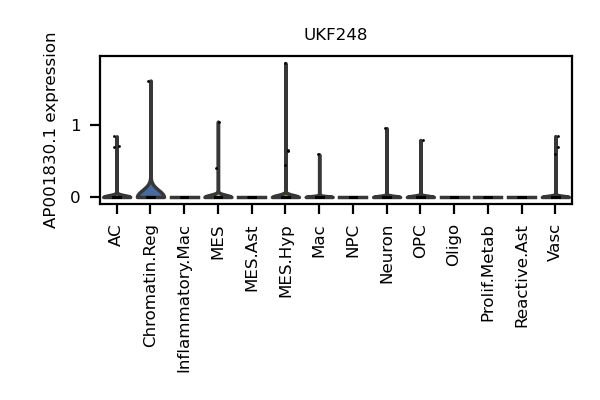 UKF248
AP001830.1 expression
1
0
AC
Chromatin.Reg
Inflammatory.Mac
MES
MES.Ast
MES.Hyp
Mac
NPC
Neuron
OPC
Oligo
Prolif.Metab
Reactive.Ast
Vasc